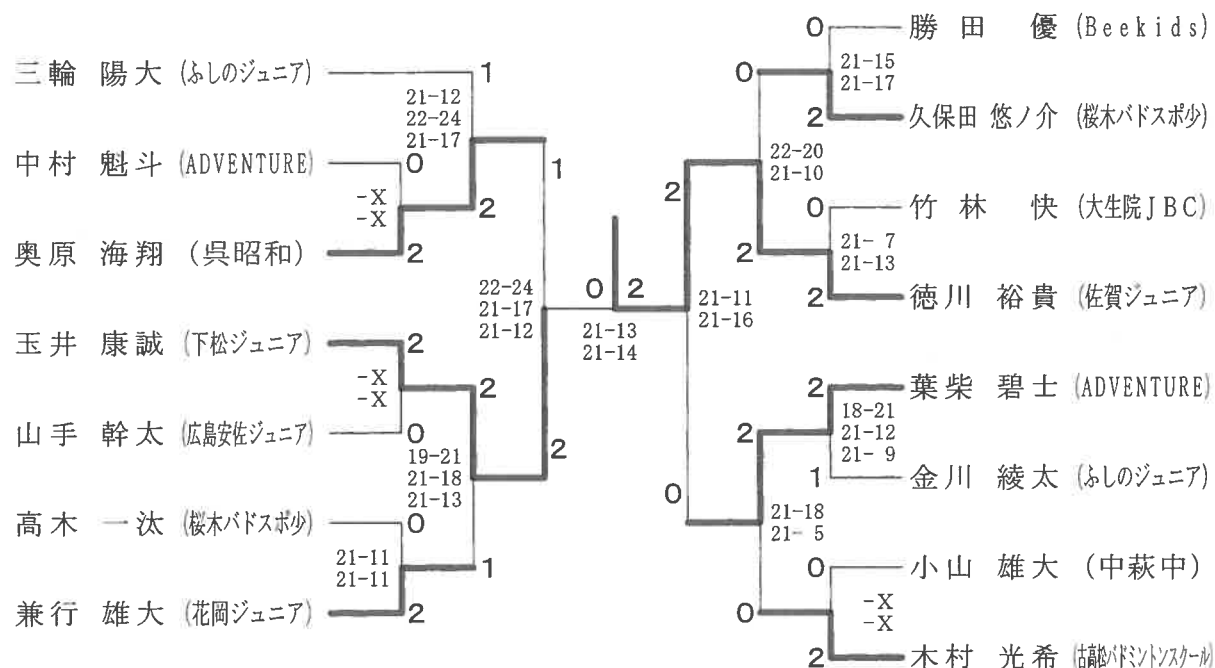 三輪 陽大 (ふしのジュニア)
1
21-12
22-24
21-17
中村 魁斗 (ADVENTURE)
0
-X
-X
2
奥原 海翔 (呉昭和)
2
1
22-24
21-17
21-12
玉井 康誠 (下松ジュニア)
2
-X
-X
2
山手 幹太 (広島安佐ジュニア)
0
19-21
21-18
21-13
2
高木 一汰 (桜木バドスポ少)
0
21-11
21-11
1
兼行 雄大 (花岡ジュニア)
2
0 2
21-13
21-14
0
勝田 優 (Beekids)
0
21-15
21-17
2
久保田 悠ノ介 (桜木バドスポ少)
22-20
21-10
2
0
竹林 快 (大生院JBC)
21- 7
21-13
2
2
徳川 裕貴 (佐賀ジュニア)
21-11
21-16
2
葉柴 碧士 (ADVENTURE)
18-21
21-12
21- 9
2
1
金川 綾太 (ふしのジュニア)
0
21-18
21- 5
0
小山 雄大 (中萩中)
-X
-X
0
2
木村 光希 (古高松バドミントンスクール)